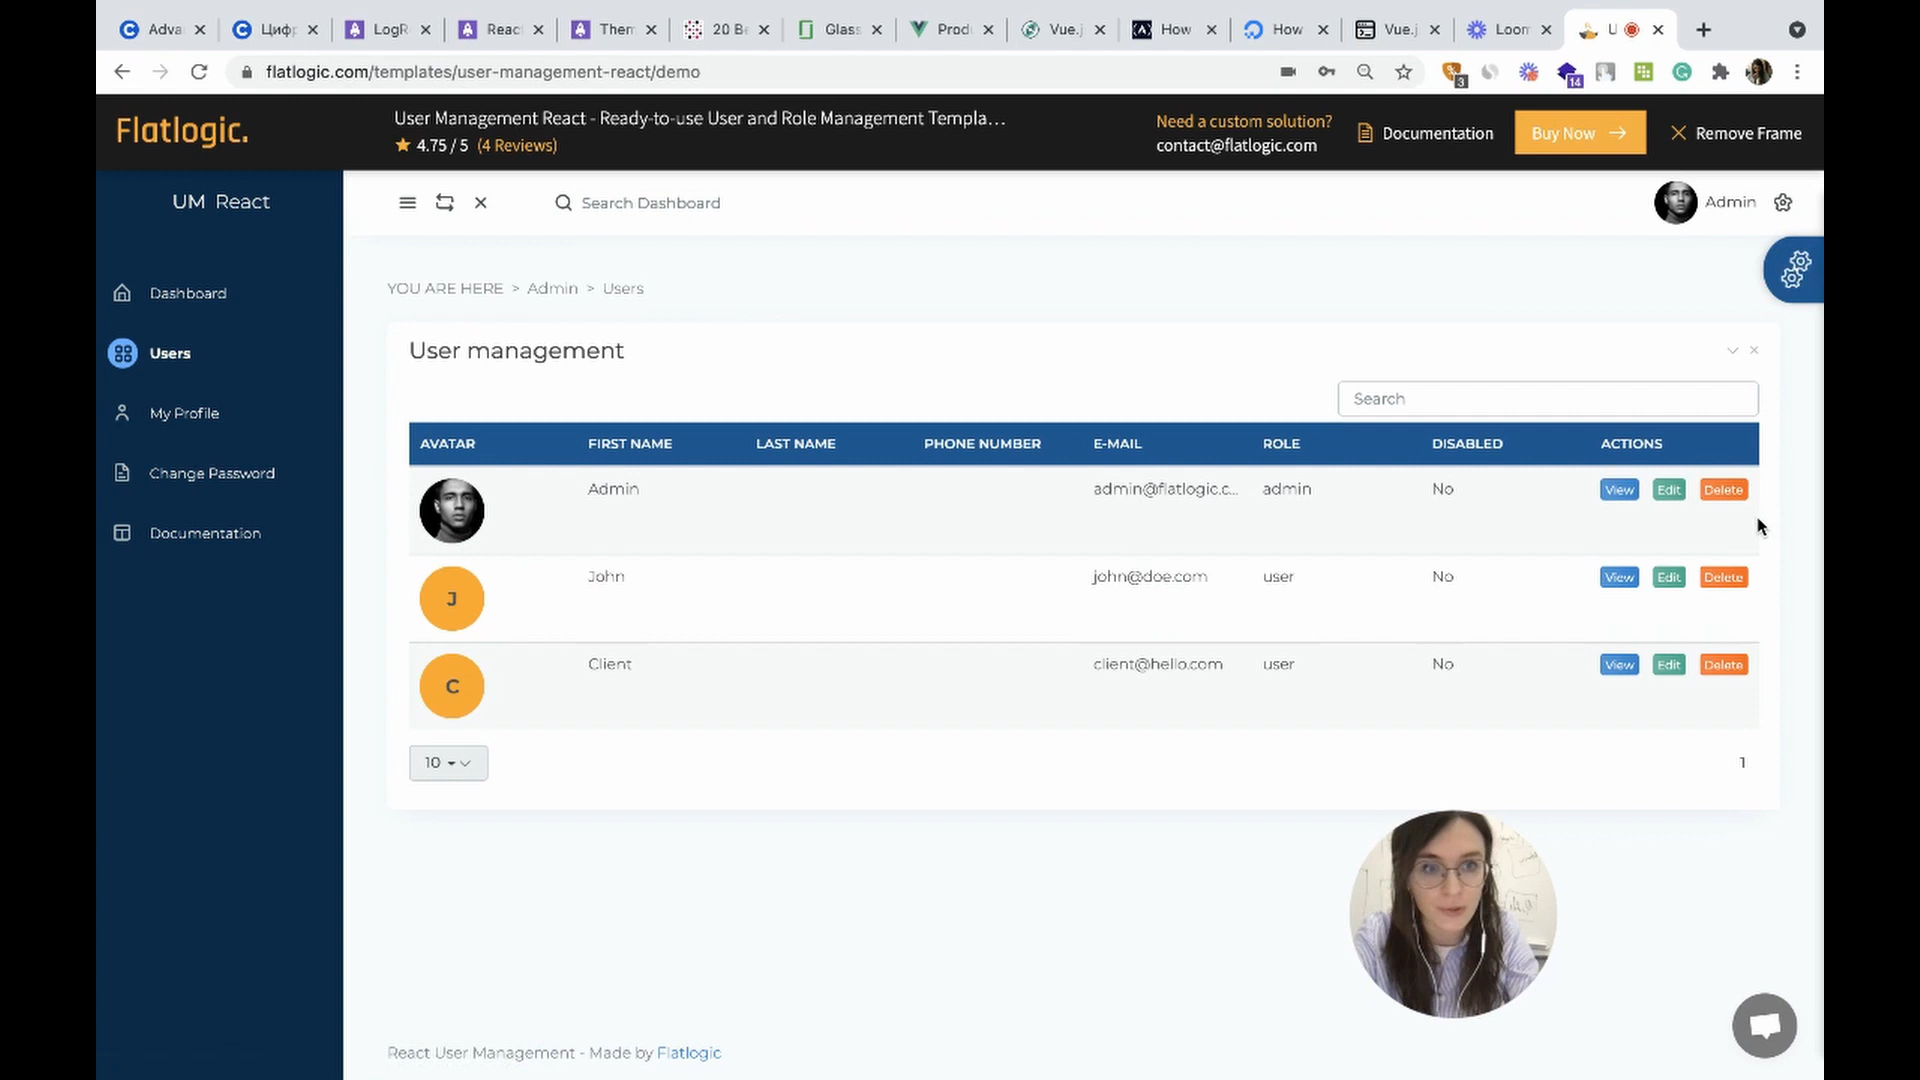 Adva
Циф
LogR
Reac
Them
20 Be
Glass
Prod
Vue.j
How
How
Vue.j
Loom
U
flatlogic.com/templates/user-management-react/demo
3
14
Flatlogic.
User Management React - Ready-to-use User and Role Management Templa...
4.75 / 5 (4 Reviews)
Need a custom solution?
contact@flatlogic.com
Documentation
Buy Now
Remove Frame
UM React
Search Dashboard
Admin
Dashboard
Users
My Profile
Change Password
Documentation
YOU ARE HERE > Admin > Users
User management
Search
AVATAR FIRST NAME LAST NAME PHONE NUMBER E-MAIL ROLE DISABLED ACTIONS
Admin admin@flatlogic.c... admin No View Edit Delete
J John john@doe.com user No View Edit Delete
C Client client@hello.com user No View Edit Delete
10
1
React User Management - Made by Flatlogic